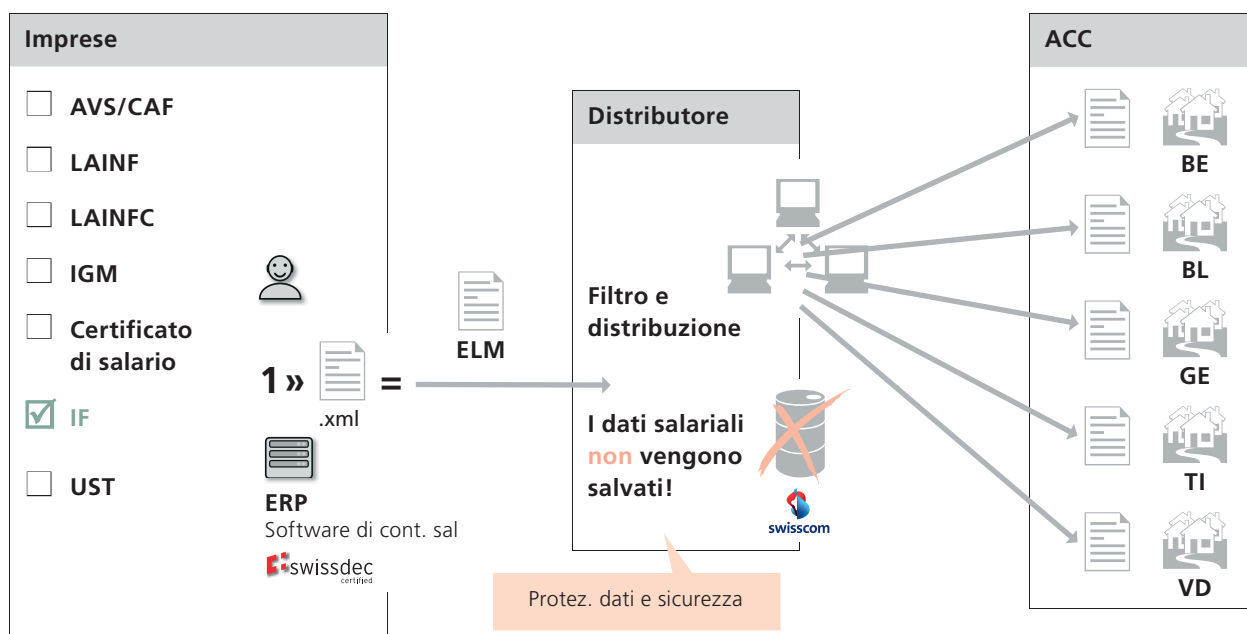 Imprese
AVS/CAF
LAINF
LAINFC
IGM
Certificato
di salario
IF
UST
1»
=
.xml
ERP
Software di cont. sal
swissdec
certified
ELM
Distributore
Filtro e
distribuzione
I dati salariali
non vengono
salvati!
swisscom
Protez. dati e sicurezza
ACC
BE
BL
GE
TI
VD